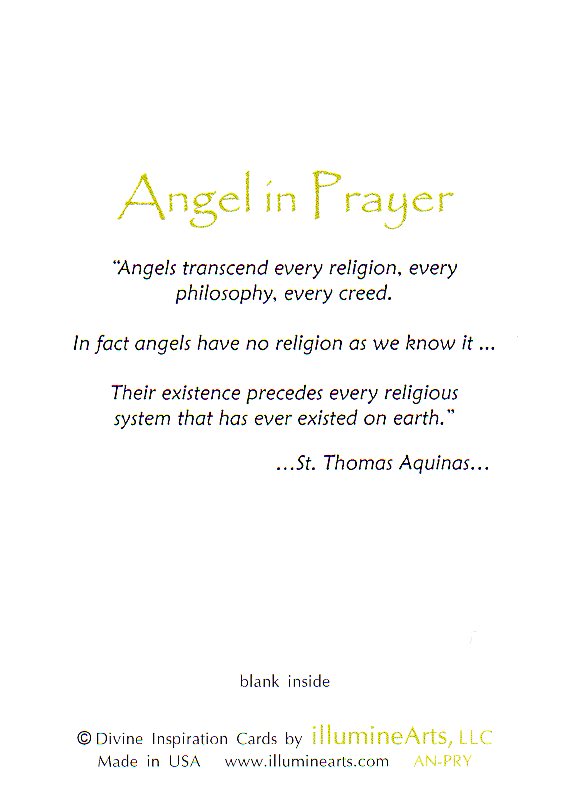 Angel in Prayer
"Angels transcend every religion, every
philosophy, every creed.
In fact angels have no religion as we know it ...
Their existence precedes every religious
system that has ever existed on earth."
...St. Thomas Aquinas...
blank inside
© Divine Inspiration Cards by illumineArts, LLC
Made in USA www.illuminearts.com AN-PRY